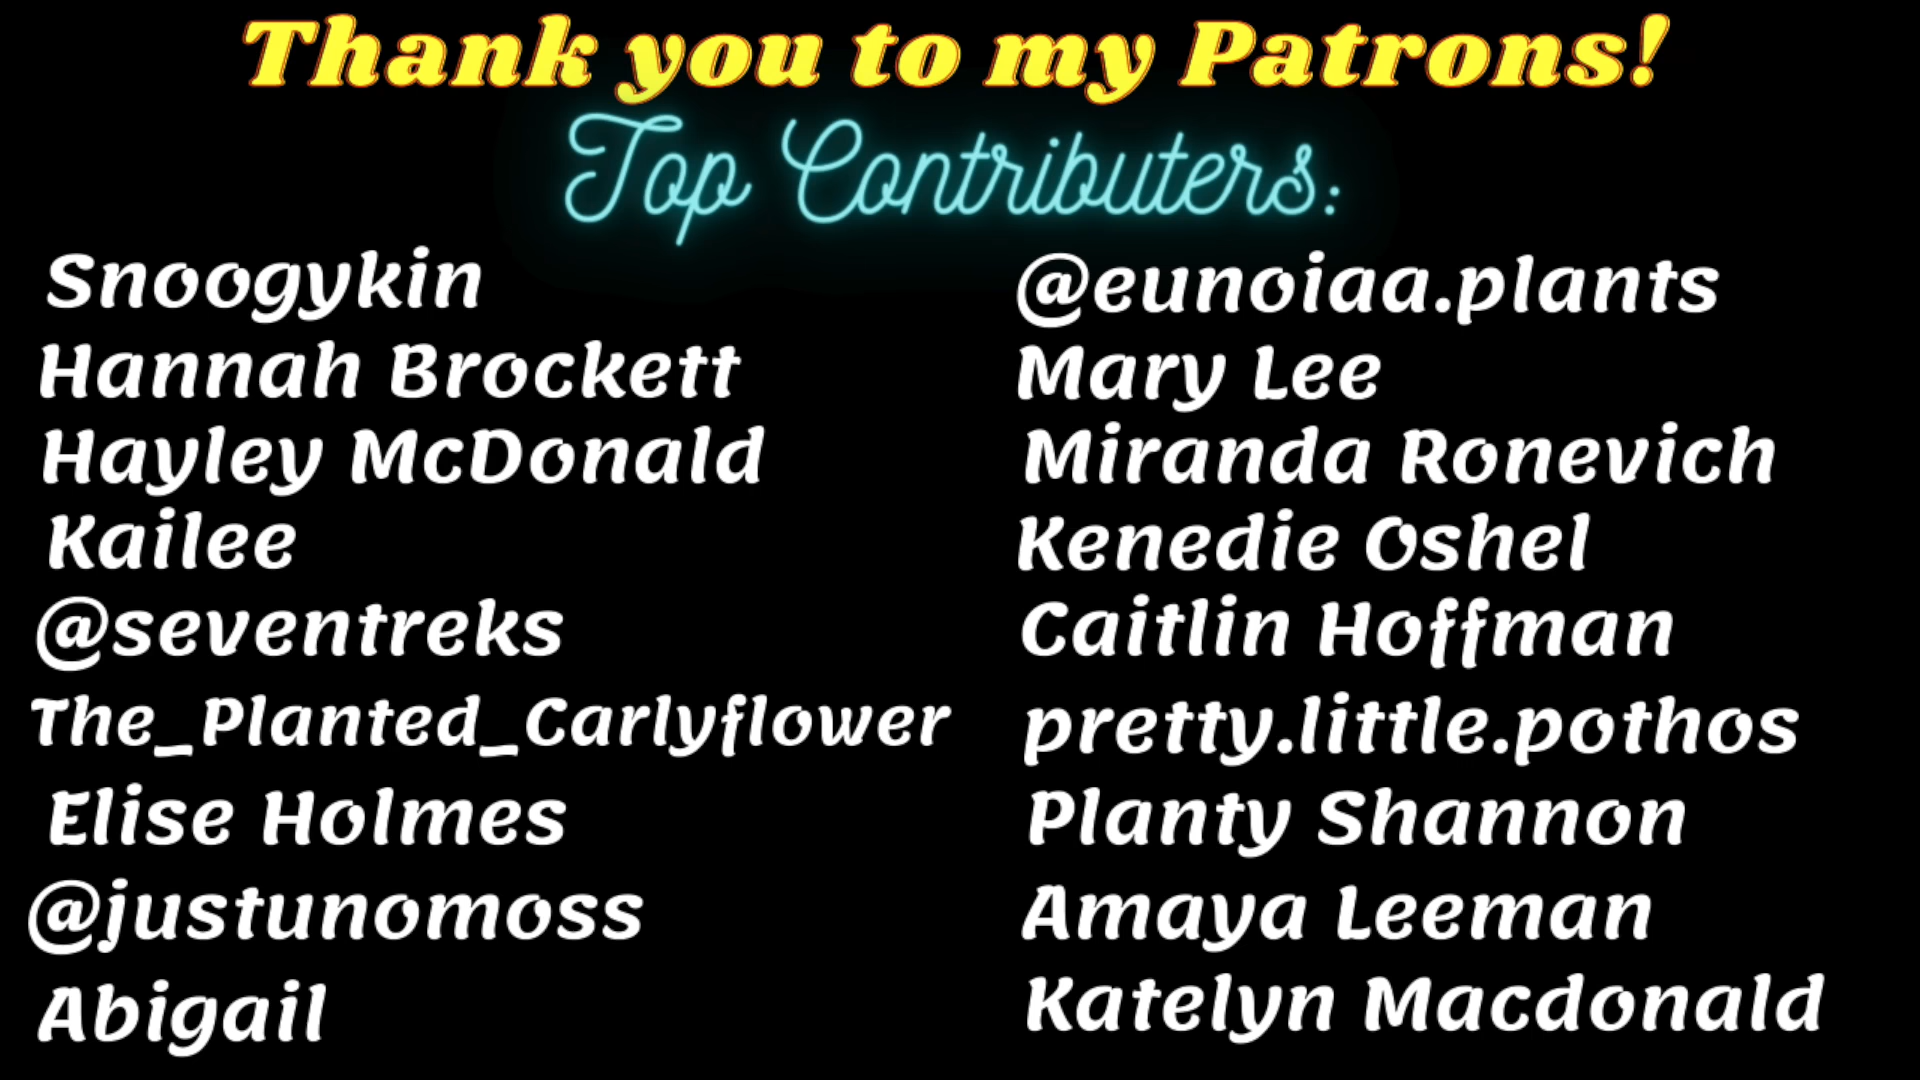 Thank you to my Patrons!
Top Contributers:
Snoogykin
Hannah Brockett
Hayley McDonald
Kailee
@seventreks
The_Planted_Carlyflower
Elise Holmes
@justunomoss
Abigail
@eunoiaa.plants
Mary Lee
Miranda Ronevich
Kenedie Oshel
Caitlin Hoffman
pretty.little.pothos
Planty Shannon
Amaya Leeman
Katelyn Macdonald